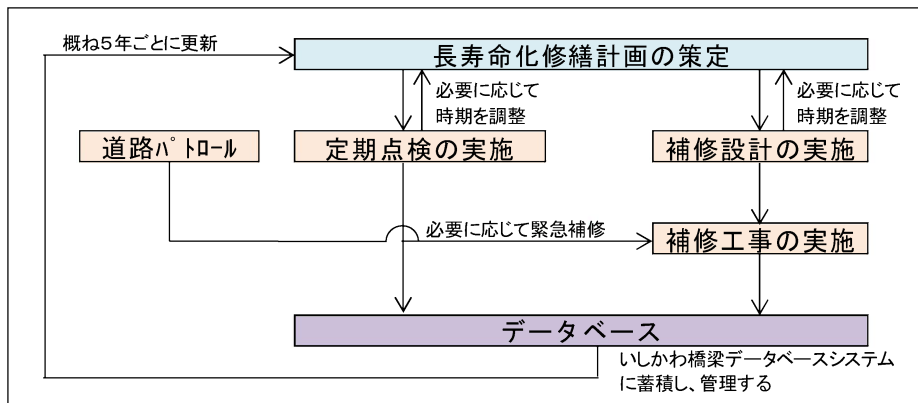 概ね5年ごとに更新
長寿命化修繕計画の策定
必要に応じて
時期を調整
必要に応じて
時期を調整
道路ﾊﾟﾄﾛｰﾙ
定期点検の実施
補修設計の実施
必要に応じて緊急補修
補修工事の実施
データベース
いしかわ橋梁データベースシステム
に蓄積し、管理する